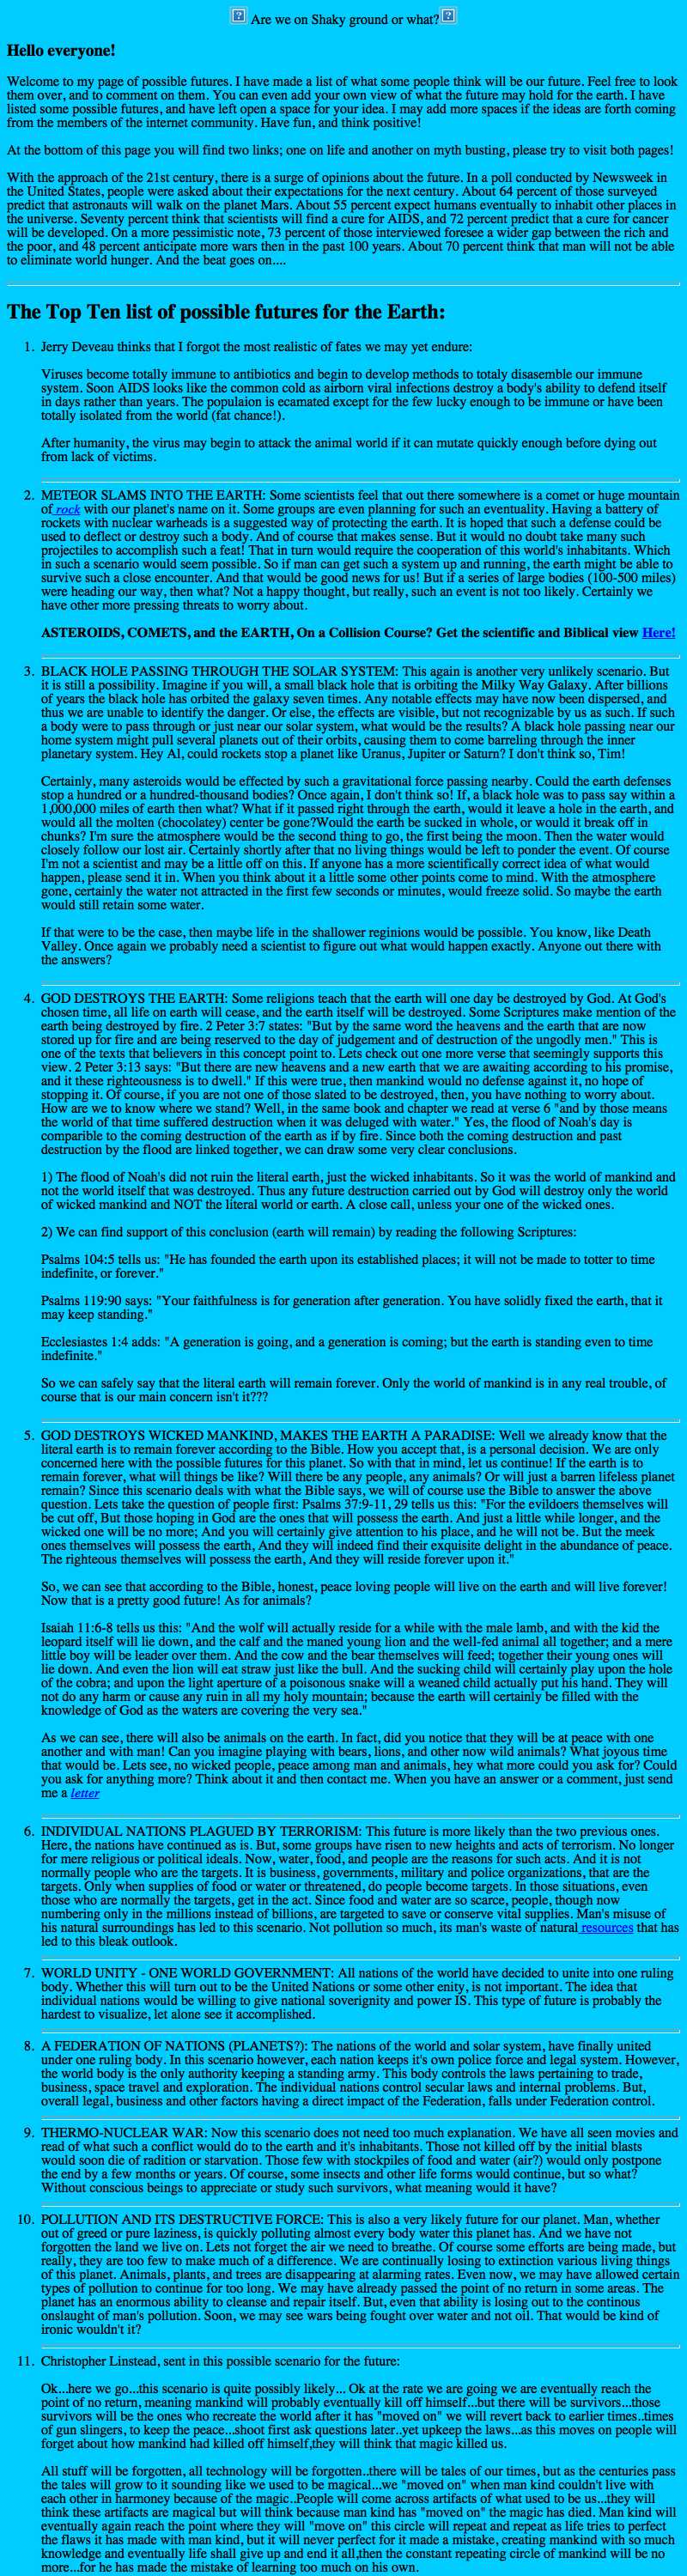 Are we on Shaky ground or what?
Hello everyone!
Welcome to my page of possible futures. I have made a list of what some people think will be our future. Feel free to look
them over, and to comment on them. You can even add your own view of what the future may hold for the earth. I have
listed some possible futures, and have left open a space for your idea. I may add more spaces if the ideas are forth coming
from the members of the internet community. Have fun, and think positive!
At the bottom of this page you will find two links; one on life and another on myth busting, please try to visit both pages!
With the approach of the 21st century, there is a surge of opinions about the future. In a poll conducted by Newsweek in
the United States, people were asked about their expectations for the next century. About 64 percent of those surveyed
predict that astronauts will walk on the planet Mars. About 55 percent expect humans eventually to inhabit other places in
the universe. Seventy percent think that scientists will find a cure for AIDS, and 72 percent predict that a cure for cancer
will be developed. On a more pessimistic note, 73 percent of those interviewed foresee a wider gap between the rich and
the poor, and 48 percent anticipate more wars then in the past 100 years. About 70 percent think that man will not be able
to eliminate world hunger. And the beat goes on....
The Top Ten list of possible futures for the Earth:
1. Jerry Deveau thinks that I forgot the most realistic of fates we may yet endure:
Viruses become totally immune to antibiotics and begin to develop methods to totaly disasemble our immune
system. Soon AIDS looks like the common cold as airborn viral infections destroy a body's ability to defend itself
in days rather than years. The populaion is ecamated except for the few lucky enough to be immune or have been
totally isolated from the world (fat chance!).
After humanity, the virus may begin to attack the animal world if it can mutate quickly enough before dying out
from lack of victims.
2. METEOR SLAMS INTO THE EARTH: Some scientists feel that out there somewhere is a comet or huge mountain
of rock with our planet's name on it. Some groups are even planning for such an eventuality. Having a battery of
rockets with nuclear warheads is a suggested way of protecting the earth. It is hoped that such a defense could be
used to deflect or destroy such a body. And of course that makes sense. But it would no doubt take many such
projectiles to accomplish such a feat! That in turn would require the cooperation of this world's inhabitants. Which
in such a scenario would seem possible. So if man can get such a system up and running, the earth might be able to
survive such a close encounter. And that would be good news for us! But if a series of large bodies (100-500 miles)
were heading our way, then what? Not a happy thought, but really, such an event is not too likely. Certainly we
have other more pressing threats to worry about.
ASTEROIDS, COMETS, and the EARTH, On a Collision Course? Get the scientific and Biblical view Here!
3. BLACK HOLE PASSING THROUGH THE SOLAR SYSTEM: This again is another very unlikely scenario. But
it is still a possibility. Imagine if you will, a small black hole that is orbiting the Milky Way Galaxy. After billions
of years the black hole has orbited the galaxy seven times. Any notable effects may have now been dispersed, and
thus we are unable to identify the danger. Or else, the effects are visible, but not recognizable by us as such. If such
a body were to pass through or just near our solar system, what would be the results? A black hole passing near our
home system might pull several planets out of their orbits, causing them to come barreling through the inner
planetary system. Hey Al, could rockets stop a planet like Uranus, Jupiter or Saturn? I don't think so, Tim!
Certainly, many asteroids would be effected by such a gravitational force passing nearby. Could the earth defenses
stop a hundred or a hundred-thousand bodies? Once again, I don't think so! If, a black hole was to pass say within a
1,000,000 miles of earth then what? What if it passed right through the earth, would it leave a hole in the earth, and
would all the molten (chocolatey) center be gone?Would the earth be sucked in whole, or would it break off in
chunks? I'm sure the atmosphere would be the second thing to go, the first being the moon. Then the water would
closely follow our lost air. Certainly shortly after that no living things would be left to ponder the event. Of course
I'm not a scientist and may be a little off on this. If anyone has a more scientifically correct idea of what would
happen, please send it in. When you think about it a little some other points come to mind. With the atmosphere
gone, certainly the water not attracted in the first few seconds or minutes, would freeze solid. So maybe the earth
would still retain some water.
If that were to be the case, then maybe life in the shallower reginions would be possible. You know, like Death
Valley. Once again we probably need a scientist to figure out what would happen exactly. Anyone out there with
the answers?
4. GOD DESTROYS THE EARTH: Some religions teach that the earth will one day be destroyed by God. At God's
chosen time, all life on earth will cease, and the earth itself will be destroyed. Some Scriptures make mention of the
earth being destroyed by fire. 2 Peter 3:7 states: "But by the same word the heavens and the earth that are now
stored up for fire and are being reserved to the day of judgement and of destruction of the ungodly men." This is
one of the texts that believers in this concept point to. Lets check out one more verse that seemingly supports this
view. 2 Peter 3:13 says: "But there are new heavens and a new earth that we are awaiting according to his promise,
and it these righteousness is to dwell." If this were true, then mankind would no defense against it, no hope of
stopping it. Of course, if you are not one of those slated to be destroyed, then, you have nothing to worry about.
How are we to know where we stand? Well, in the same book and chapter we read at verse 6 "and by those means
the world of that time suffered destruction when it was deluged with water." Yes, the flood of Noah's day is
comparible to the coming destruction of the earth as if by fire. Since both the coming destruction and past
destruction by the flood are linked together, we can draw some very clear conclusions.
1) The flood of Noah's did not ruin the literal earth, just the wicked inhabitants. So it was the world of mankind and
not the world itself that was destroyed. Thus any future destruction carried out by God will destroy only the world
of wicked mankind and NOT the literal world or earth. A close call, unless your one of the wicked ones.
2) We can find support of this conclusion (earth will remain) by reading the following Scriptures:
Psalms 104:5 tells us: "He has founded the earth upon its established places; it will not be made to totter to time
indefinite, or forever."
Psalms 119:90 says: "Your faithfulness is for generation after generation. You have solidly fixed the earth, that it
may keep standing."
Ecclesiastes 1:4 adds: "A generation is going, and a generation is coming; but the earth is standing even to time
indefinite."
So we can safely say that the literal earth will remain forever. Only the world of mankind is in any real trouble, of
course that is our main concern isn't it???
5. GOD DESTROYS WICKED MANKIND, MAKES THE EARTH A PARADISE: Well we already know that the
literal earth is to remain forever according to the Bible. How you accept that, is a personal decision. We are only
concerned here with the possible futures for this planet. So with that in mind, let us continue! If the earth is to
remain forever, what will things be like? Will there be any people, any animals? Or will just a barren lifeless planet
remain? Since this scenario deals with what the Bible says, we will of course use the Bible to answer the above
question. Lets take the question of people first: Psalms 37:9-11, 29 tells us this: "For the evildoers themselves will
be cut off, But those hoping in God are the ones that will possess the earth. And just a little while longer, and the
wicked one will be no more; And you will certainly give attention to his place, and he will not be. But the meek
ones themselves will possess the earth, And they will indeed find their exquisite delight in the abundance of peace.
The righteous themselves will possess the earth, And they will reside forever upon it."
So, we can see that according to the Bible, honest, peace loving people will live on the earth and will live forever!
Now that is a pretty good future! As for animals?
Isaiah 11:6-8 tells us this: "And the wolf will actually reside for a while with the male lamb, and with the kid the
leopard itself will lie down, and the calf and the maned young lion and the well-fed animal all together; and a mere
little boy will be leader over them. And the cow and the bear themselves will feed; together their young ones will
lie down. And even the lion will eat straw just like the bull. And the sucking child will certainly play upon the hole
of the cobra; and upon the light aperture of a poisonous snake will a weaned child actually put his hand. They will
not do any harm or cause any ruin in all my holy mountain; because the earth will certainly be filled with the
knowledge of God as the waters are covering the very sea."
As we can see, there will also be animals on the earth. In fact, did you notice that they will be at peace with one
another and with man! Can you imagine playing with bears, lions, and other now wild animals? What joyous time
that would be. Lets see, no wicked people, peace among man and animals, hey what more could you ask for? Could
you ask for anything more? Think about it and then contact me. When you have an answer or a comment, just send
me a letter
6. INDIVIDUAL NATIONS PLAGUED BY TERRORISM: This future is more likely than the two previous ones.
Here, the nations have continued as is. But, some groups have risen to new heights and acts of terrorism. No longer
for mere religious or political ideals. Now, water, food, and people are the reasons for such acts. And it is not
normally people who are the targets. It is business, governments, military and police organizations, that are the
targets. Only when supplies of food or water or threatened, do people become targets. In those situations, even
those who are normally the targets, get in the act. Since food and water are so scarce, people, though now
numbering only in the millions instead of billions, are targeted to save or conserve vital supplies. Man's misuse of
his natural surroundings has led to this scenario. Not pollution so much, its man's waste of natural resources that has
led to this bleak outlook.
7. WORLD UNITY - ONE WORLD GOVERNMENT: All nations of the world have decided to unite into one ruling
body. Whether this will turn out to be the United Nations or some other enity, is not important. The idea that
individual nations would be willing to give national soverignty and power IS. This type of future is probably the
hardest to visualize, let alone see it accomplished.
8. A FEDERATION OF NATIONS (PLANETS?): The nations of the world and solar system, have finally united
under one ruling body. In this scenario however, each nation keeps it's own police force and legal system. However,
the world body is the only authority keeping a standing army. This body controls the laws pertaining to trade,
business, space travel and exploration. The individual nations control secular laws and internal problems. But,
overall legal, business and other factors having a direct impact of the Federation, falls under Federation control.
9. THERMO-NUCLEAR WAR: Now this scenario does not need too much explanation. We have all seen movies and
read of what such a conflict would do to the earth and it's inhabitants. Those not killed off by the initial blasts
would soon die of radition or starvation. Those few with stockpiles of food and water (air?) would only postpone
the end by a few months or years. Of course, some insects and other life forms would continue, but so what?
Without conscious beings to appreciate or study such survivors, what meaning would it have?
10. POLLUTION AND ITS DESTRUCTIVE FORCE: This is also a very likely future for our planet. Man, whether
out of greed or pure laziness, is quickly polluting almost every body water this planet has. And we have not
forgotten the land we live on. Lets not forget the air we need to breathe. Of course some efforts are being made, but
really, they are too few to make much of a difference. We are continually losing to extinction various living things
of this planet. Animals, plants, and trees are disappearing at alarming rates. Even now, we may have allowed certain
types of pollution to continue for too long. We may have already passed the point of no return in some areas. The
planet has an enormous ability to cleanse and repair itself. But, even that ability is losing out to the continous
onslaught of man's pollution. Soon, we may see wars being fought over water and not oil. That would be kind of
ironic wouldn't it?
11. Christopher Linstead, sent in this possible scenario for the future:
Ok...here we go...this scenario is quite possibly likely... Ok at the rate we are going we are eventually reach the
point of no return, meaning mankind will probably eventually kill off himself...but there will be survivors...those
survivors will be the ones who recreate the world after it has "moved on" we will revert back to earlier times..times
of gun slingers, to keep the peace...shoot first ask questions later..yet upkeep the laws...as this moves on people will
forget about how mankind had killed off himself,they will think that magic killed us.
All stuff will be forgotten, all technology will be forgotten..there will be tales of our times, but as the centuries pass
the tales will grow to it sounding like we used to be magical...we "moved on" when man kind couldn't live with
each other in harmoney because of the magic..People will come across artifacts of what used to be us...they will
think these artifacts are magical but will think because man kind has "moved on" the magic has died. Man kind will
eventually again reach the point where they will "move on" this circle will repeat and repeat as life tries to perfect
the flaws it has made with man kind, but it will never perfect for it made a mistake, creating mankind with so much
knowledge and eventually life shall give up and end it all,then the constant repeating circle of mankind will be no
more...for he has made the mistake of learning too much on his own.